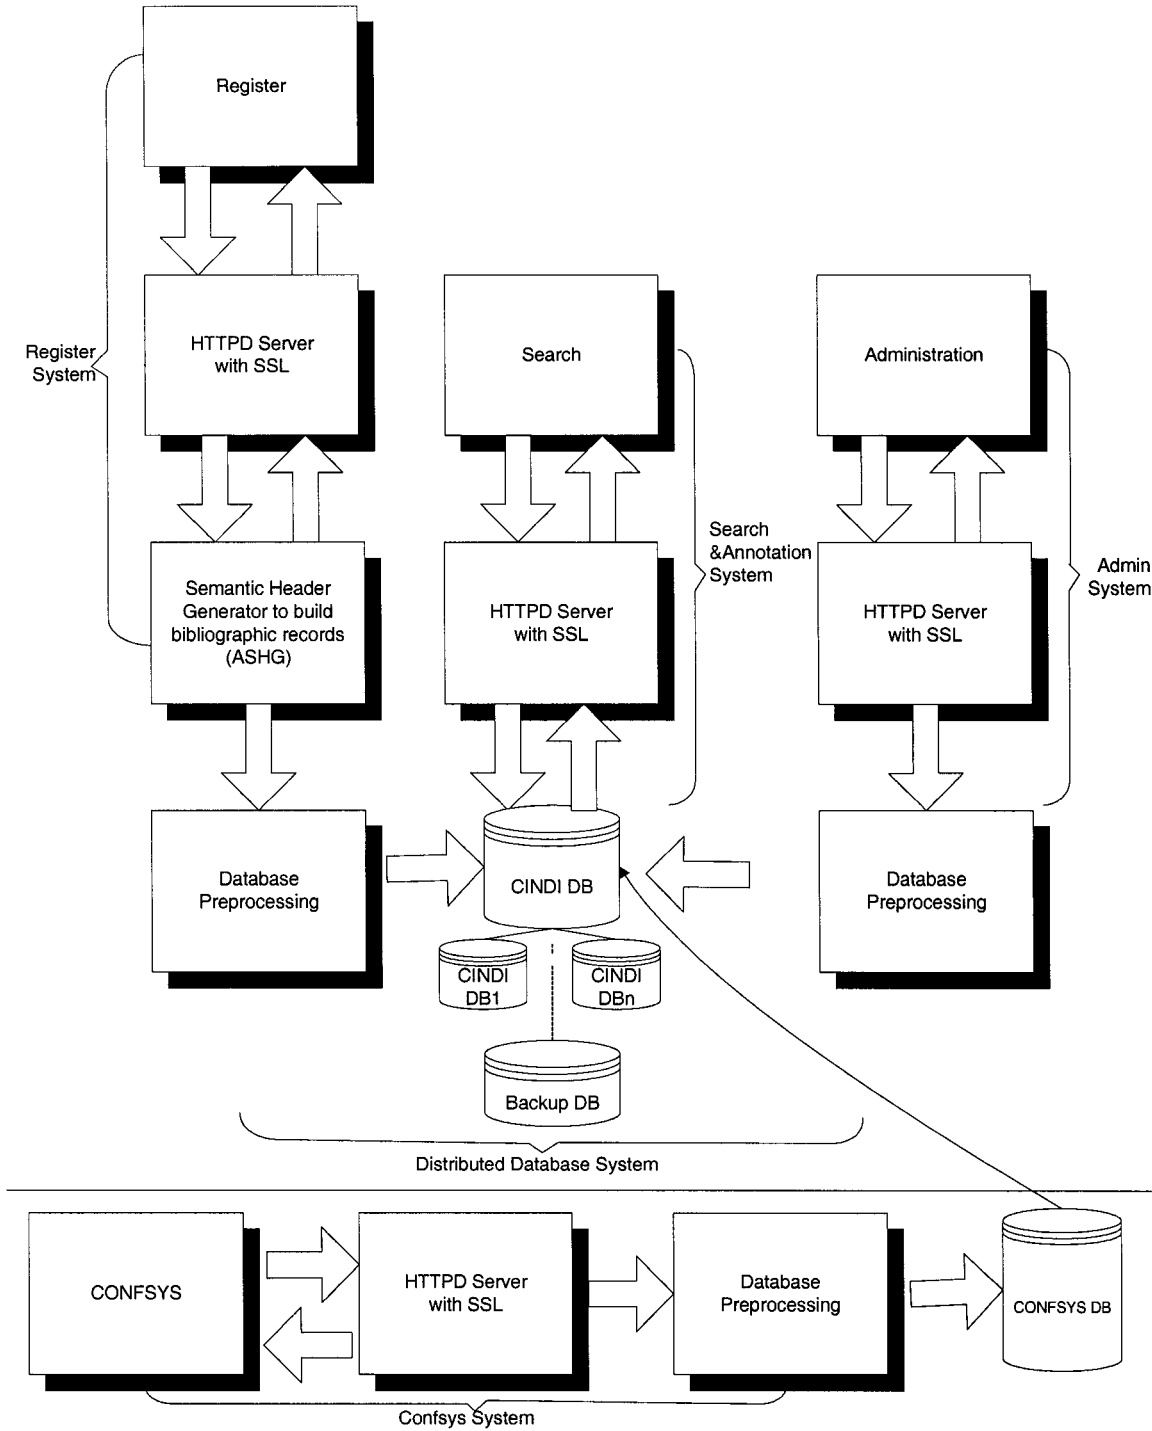 Register
HTTPD Server
with SSL
Register
System
Search
Administration
Semantic Header
Generator to build
bibliographic records
(ASHG)
HTTPD Server
with SSL
Search
&Annotation
System
HTTPD Server
with SSL
Admin
System
Database
Preprocessing
CINDI DB
Database
Preprocessing
CINDI
DB1
CINDI
DBn
Backup DB
Distributed Database System
CONFSYS
HTTPD Server
with SSL
Database
Preprocessing
CONFSYS DB
Confsys System